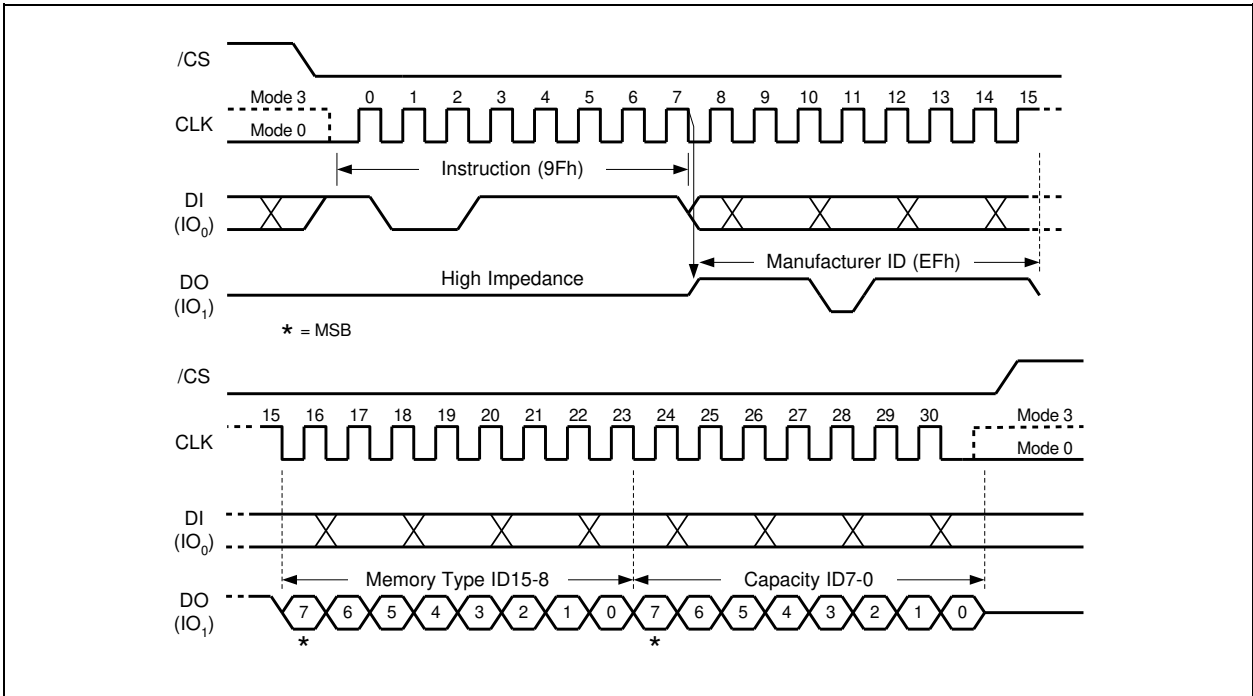 /CS
Mode 3 0 1 2 3 4 5 6 7 8 9 10 11 12 13 14 15
CLK
Mode 0
Instruction (9Fh)
DI
(IO0)
Manufacturer ID (EFh)
High Impedance
DO
(IO1)
* = MSB
/CS
15 16 17 18 19 20 21 22 23 24 25 26 27 28 29 30 Mode 3
CLK
Mode 0
DI
(IO0)
Memory Type ID15-8 Capacity ID7-0
DO
(IO1)
7 6 5 4 3 2 1 0 7 6 5 4 3 2 1 0
* *